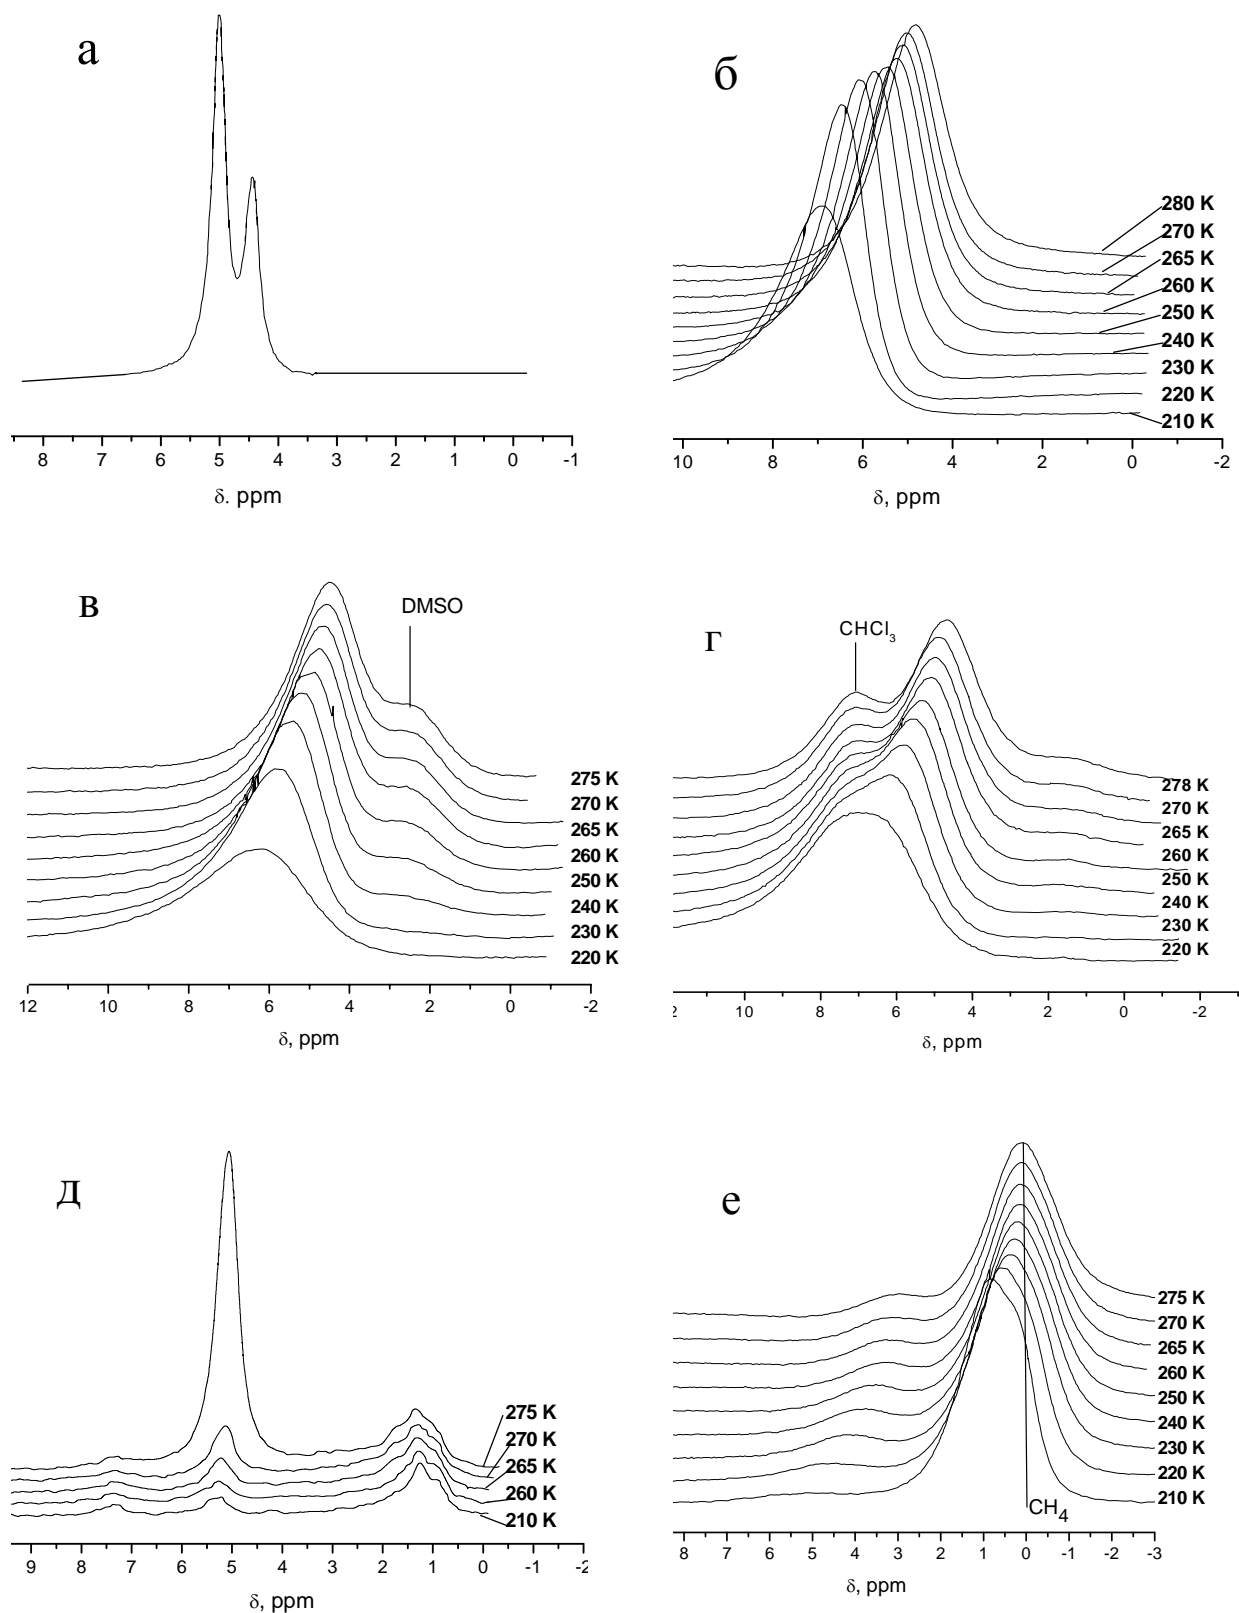 а
8 7 6 5 4 3 2 1 0 -1
δ. ppm
б
280 K
270 K
265 K
260 K
250 K
240 K
230 K
220 K
210 K
10 8 6 4 2 0 -2
δ, ppm
в
DMSO
275 K
270 K
265 K
260 K
250 K
240 K
230 K
220 K
12 10 8 6 4 2 0 -2
δ, ppm
г
CHCl3
278 K
270 K
265 K
260 K
250 K
240 K
230 K
220 K
2 10 8 6 4 2 0 -2
δ, ppm
д
275 K
270 K
265 K
260 K
210 K
9 8 7 6 5 4 3 2 1 0 -1 -2
δ, ppm
е
275 K
270 K
265 K
260 K
250 K
240 K
230 K
220 K
210 K
CH4
8 7 6 5 4 3 2 1 0 -1 -2 -3
δ, ppm